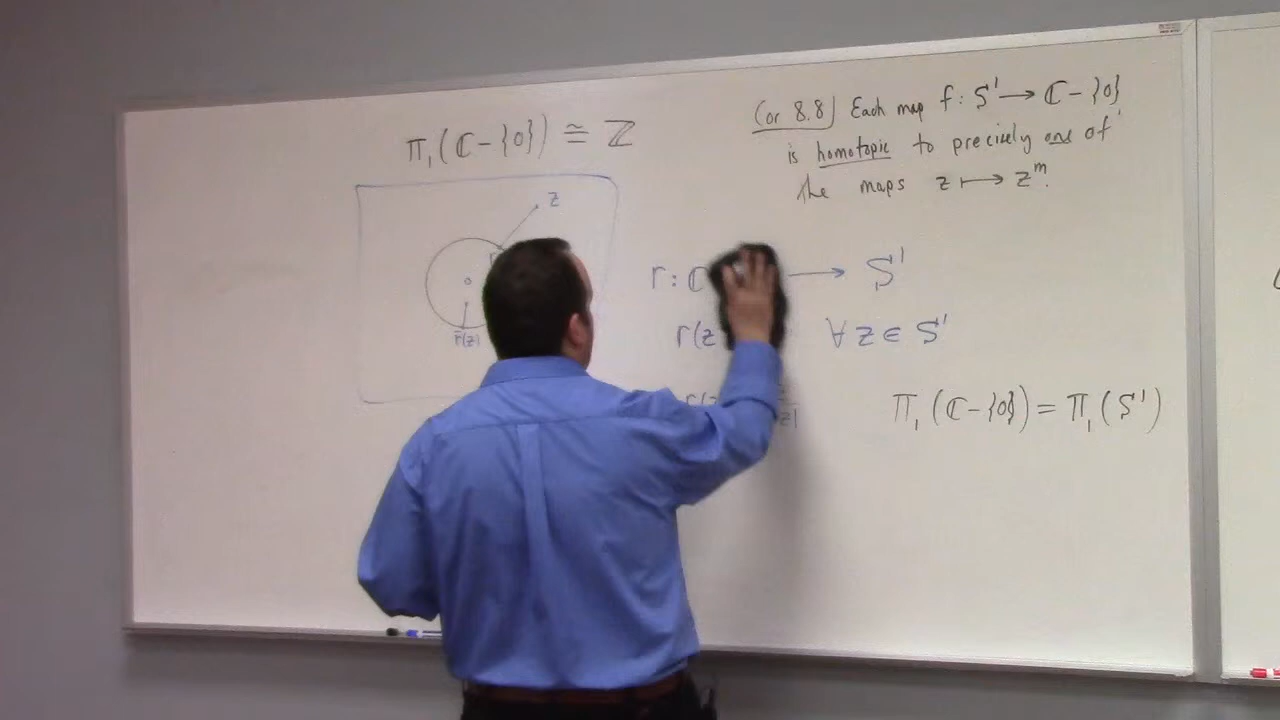 π₁(ℂ-{0}) ≅ ℤ
z
r̄(z)
(or 8.8) Each map f: S¹ → ℂ-{0}
is homotopic to precisely one of
the maps z ↦ zᵐ.
r: ℂ → S¹
r(z ∀ z ∈ S¹
r(z |z|
π₁(ℂ-{0}) = π₁(S¹)